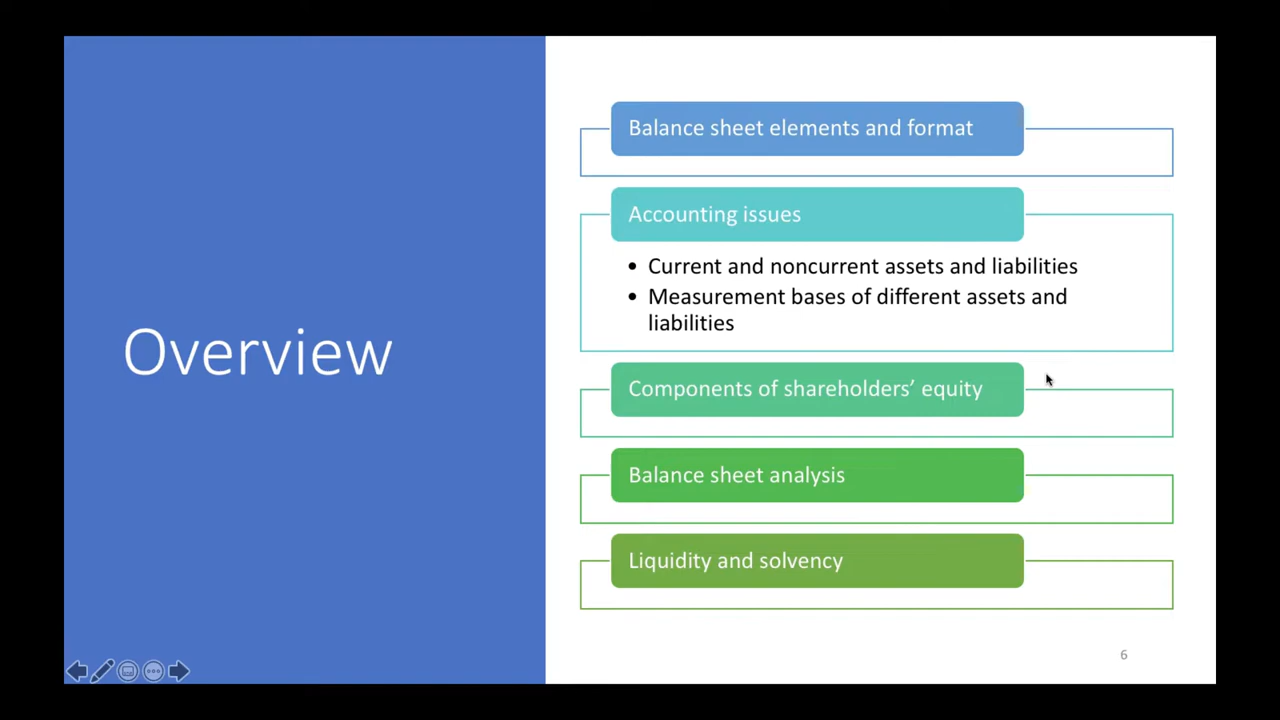 Overview
Balance sheet elements and format
Accounting issues
• Current and noncurrent assets and liabilities
• Measurement bases of different assets and
liabilities
Components of shareholders’ equity
Balance sheet analysis
Liquidity and solvency
6